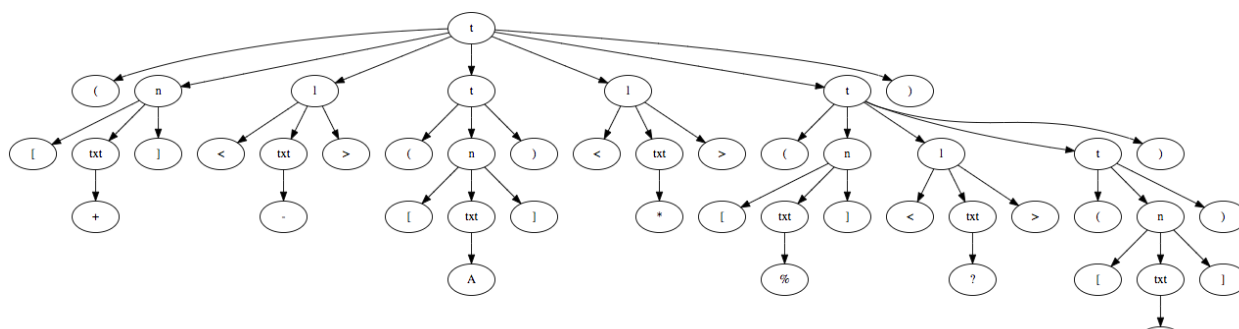 t
( n l t l t )
[ txt ] < txt > ( n ) < txt > ( n l t )
+ - [ txt ] * [ txt ] < txt > ( n )
A % ? [ txt ]